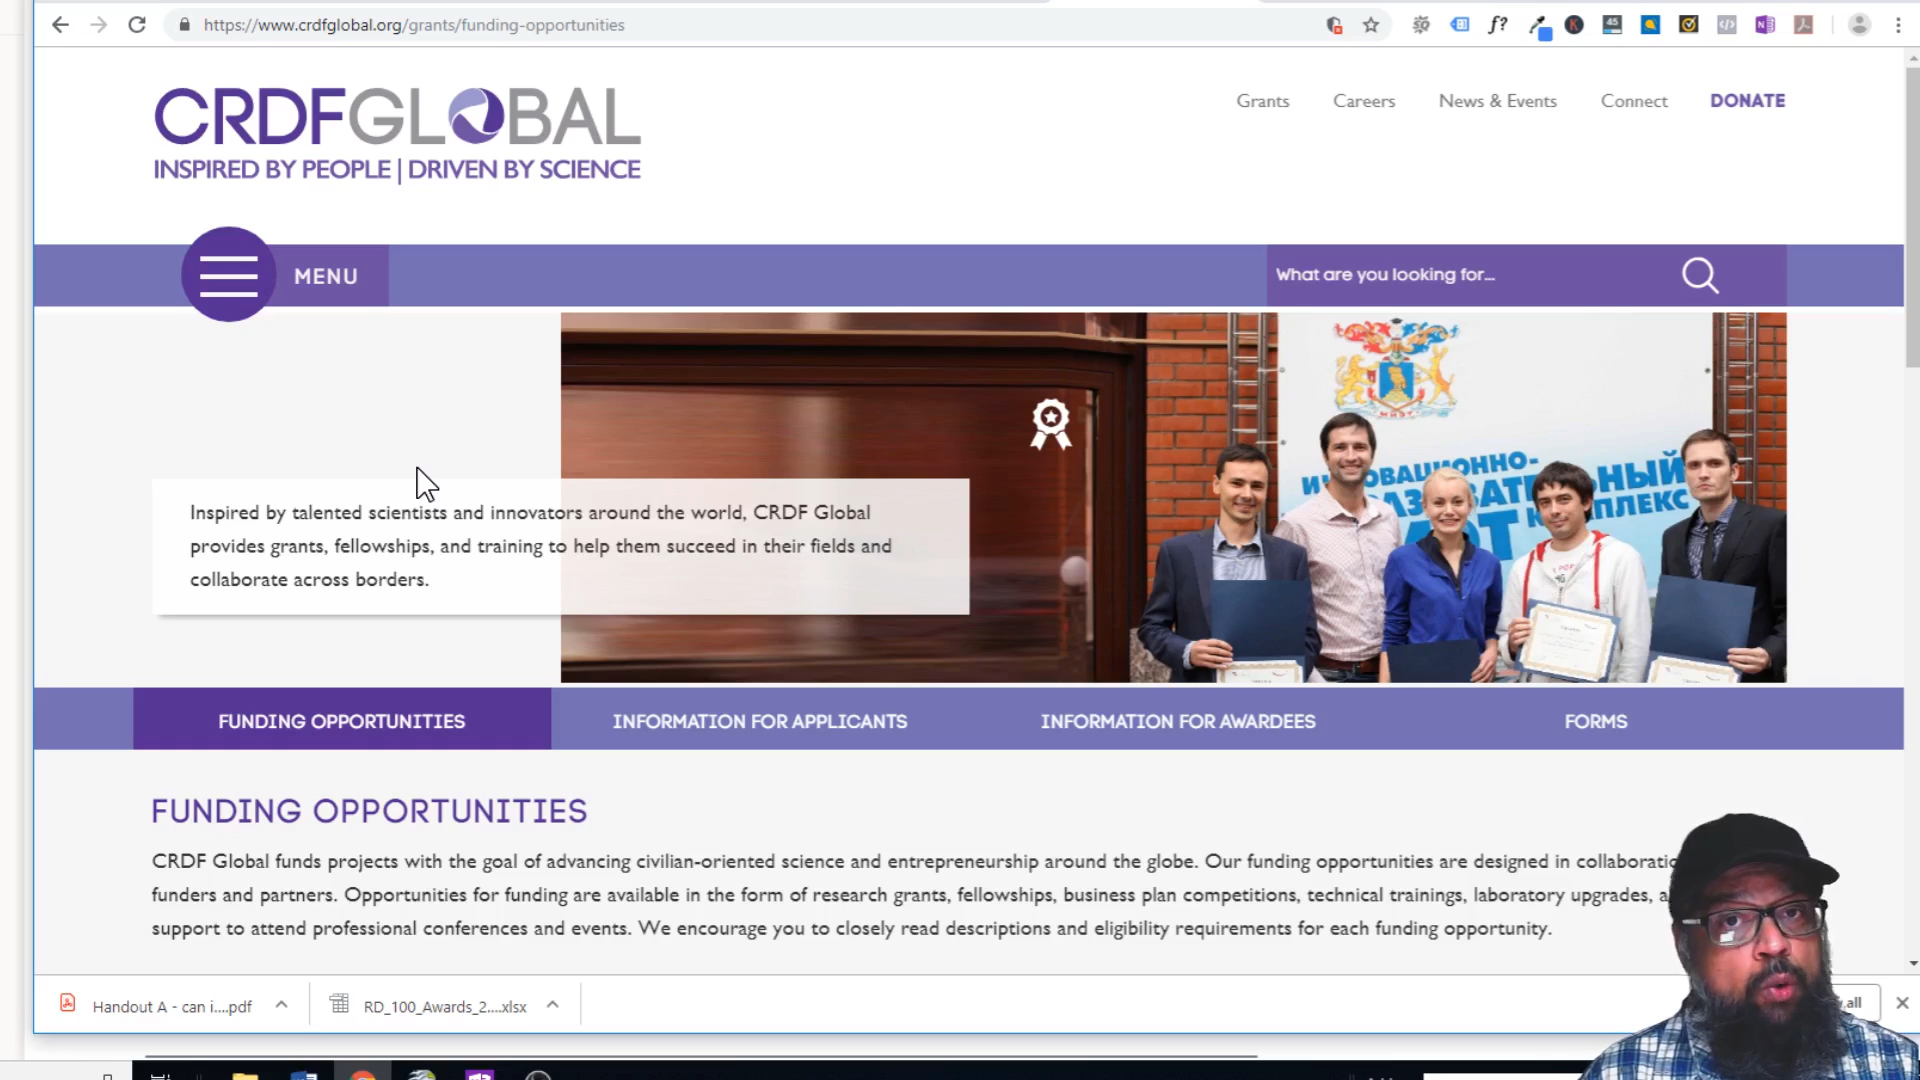 https://www.crdfglobal.org/grants/funding-opportunities
45
CRDFGLOBAL
INSPIRED BY PEOPLE | DRIVEN BY SCIENCE
Grants Careers News & Events Connect DONATE
MENU
What are you looking for...
МИЭТ
ИННОВАЦИОННО-
Inspired by talented scientists and innovators around the world, CRDF Global
provides grants, fellowships, and training to help them succeed in their fields and
collaborate across borders.
FUNDING OPPORTUNITIES INFORMATION FOR APPLICANTS INFORMATION FOR AWARDEES FORMS
FUNDING OPPORTUNITIES
CRDF Global funds projects with the goal of advancing civilian-oriented science and entrepreneurship around the globe. Our funding opportunities are designed in collaboratio
funders and partners. Opportunities for funding are available in the form of research grants, fellowships, business plan competitions, technical trainings, laboratory upgrades, a
support to attend professional conferences and events. We encourage you to closely read descriptions and eligibility requirements for each funding opportunity.
Handout A - can i....pdf RD_100_Awards_2....xlsx all